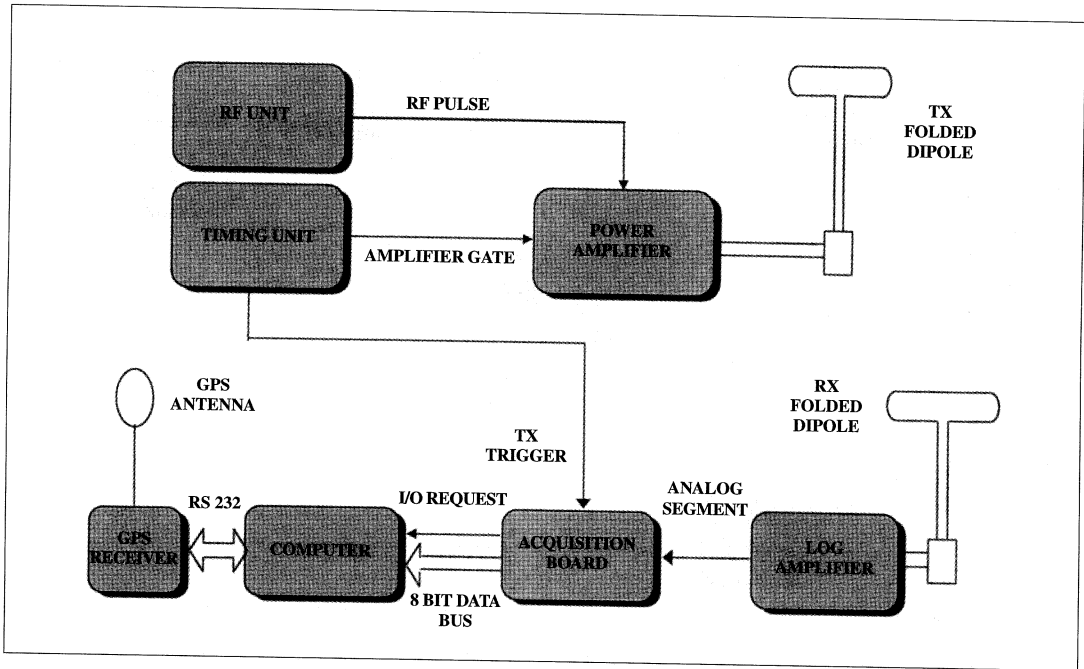 RF UNIT
RF PULSE
TX
FOLDED
DIPOLE
TIMING UNIT
AMPLIFIER GATE
POWER
AMPLIFIER
GPS
ANTENNA
RX
FOLDED
DIPOLE
TX
TRIGGER
RS 232
I/O REQUEST
ANALOG
SEGMENT
GPS
RECEIVER
COMPUTER
ACQUISITION
BOARD
LOG
AMPLIFIER
8 BIT DATA
BUS